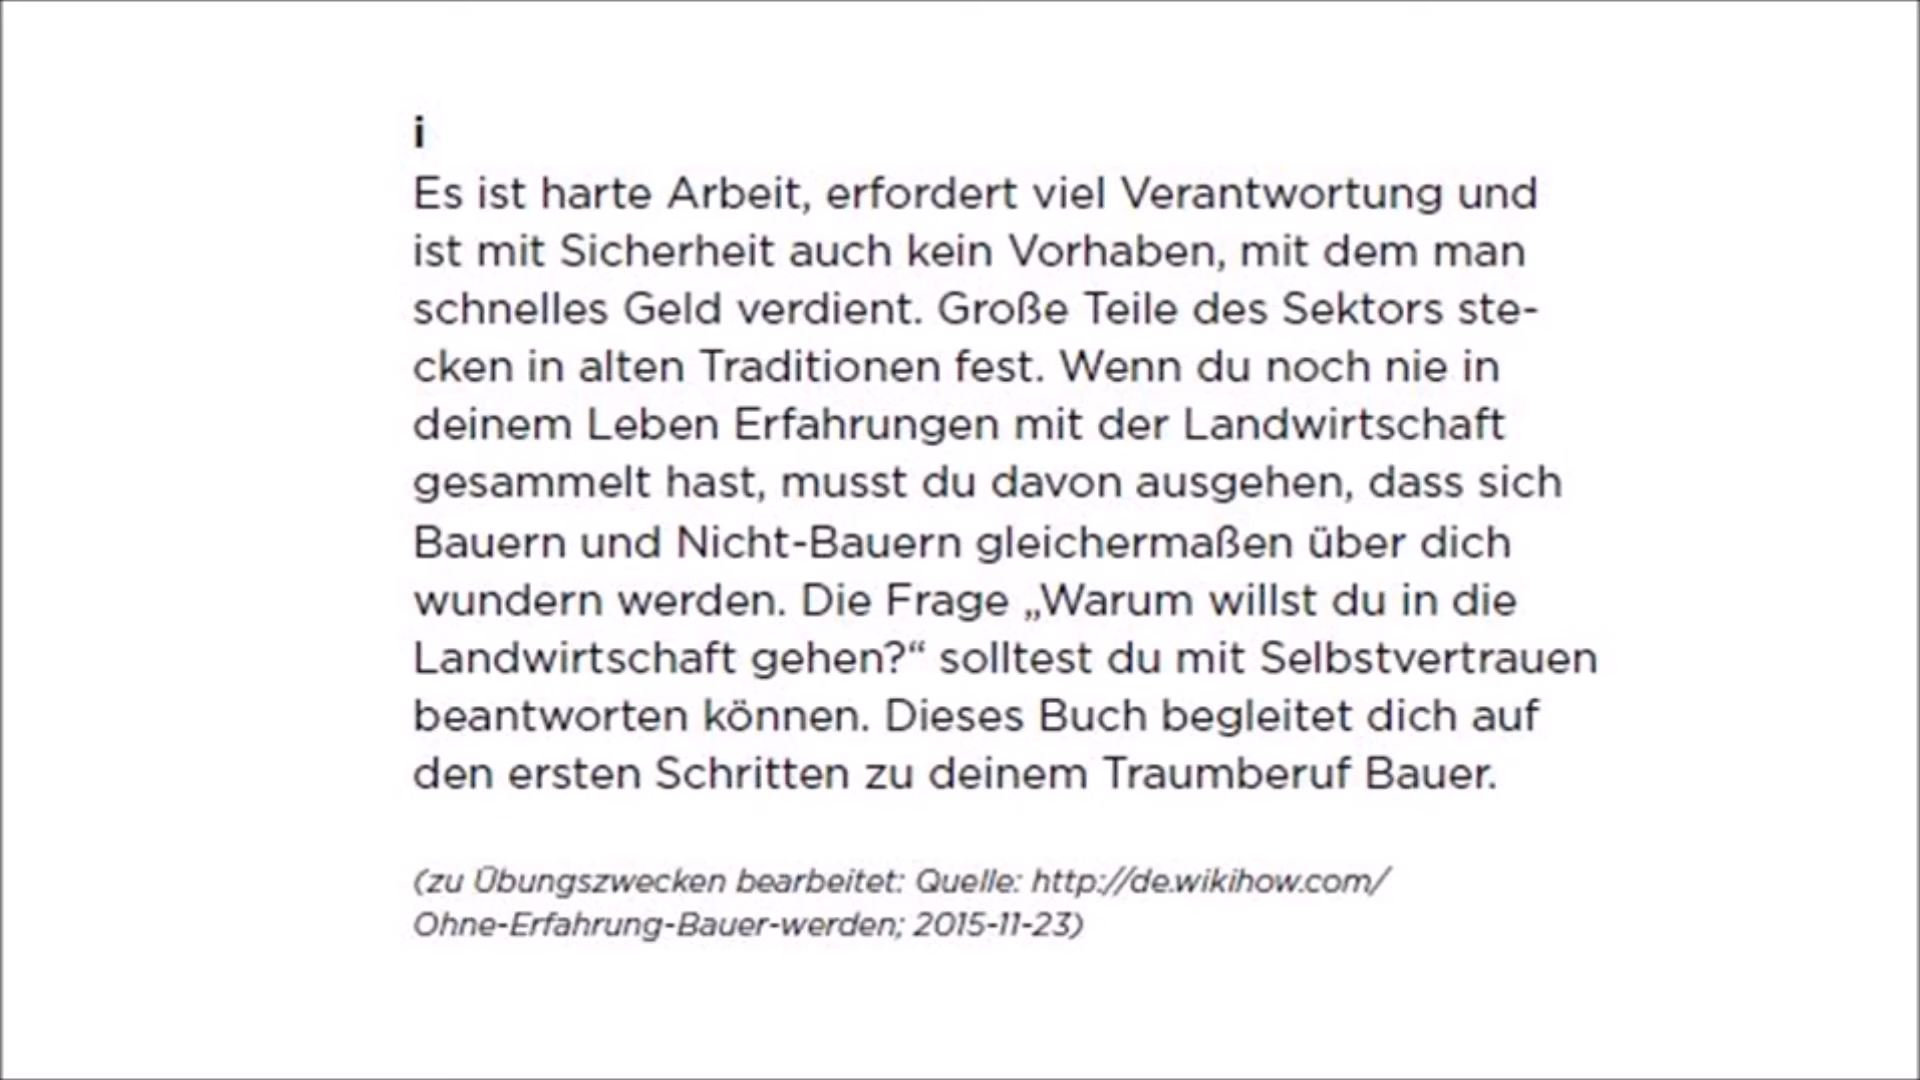 i
Es ist harte Arbeit, erfordert viel Verantwortung und
ist mit Sicherheit auch kein Vorhaben, mit dem man
schnelles Geld verdient. Große Teile des Sektors ste-
cken in alten Traditionen fest. Wenn du noch nie in
deinem Leben Erfahrungen mit der Landwirtschaft
gesammelt hast, musst du davon ausgehen, dass sich
Bauern und Nicht-Bauern gleichermaßen über dich
wundern werden. Die Frage „Warum willst du in die
Landwirtschaft gehen?“ solltest du mit Selbstvertrauen
beantworten können. Dieses Buch begleitet dich auf
den ersten Schritten zu deinem Traumberuf Bauer.
(zu Übungszwecken bearbeitet: Quelle: http://de.wikihow.com/
Ohne-Erfahrung-Bauer-werden; 2015-11-23)